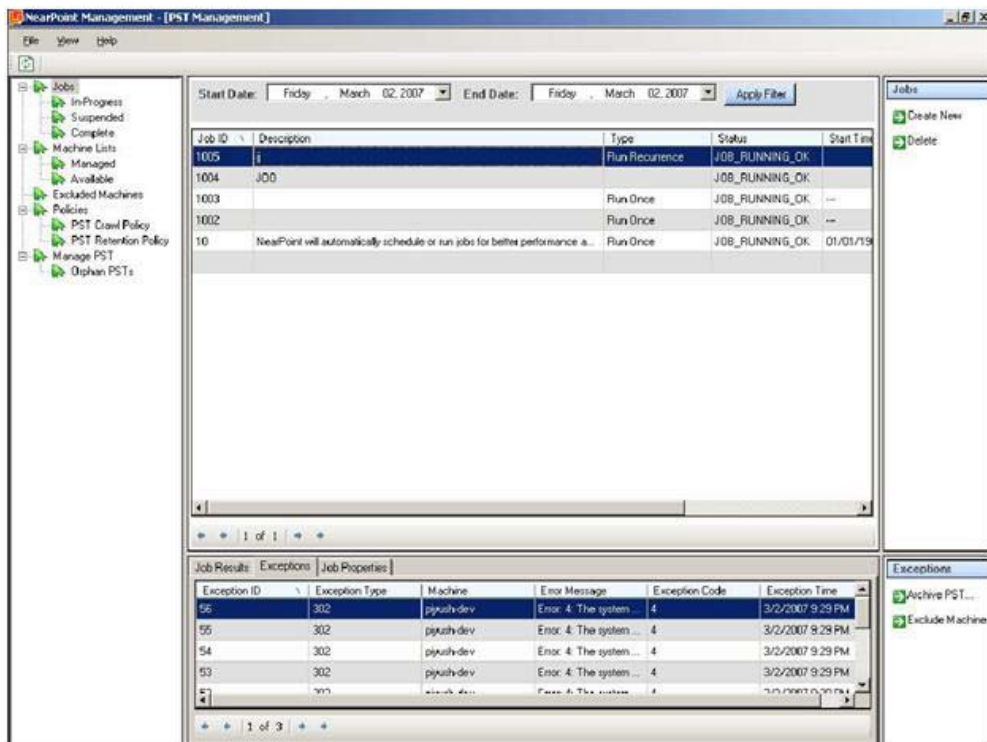 NearPoint Management - [PST Management]
File View Help
Jobs
In-Progress
Suspended
Complete
Machine Lists
Managed
Available
Excluded Machines
Policies
PST Crawl Policy
PST Retention Policy
Manage PST
Orphan PSTs
Start Date: Friday , March 02, 2007 End Date: Friday , March 02, 2007 Apply Filter
Job ID Description Type Status Start Time
1005 Run Recurrence JOB_RUNNING_OK
1004 JOO JOB_RUNNING_OK
1003 Run Once JOB_RUNNING_OK ---
1002 Run Once JOB_RUNNING_OK ---
10 NearPoint will automatically schedule or run jobs for better performance a... Run Once JOB_RUNNING_OK 01/01/19
1 of 1
Jobs
Create New
Delete
Job Results Exceptions Job Properties
Exception ID Exception Type Machine Error Message Exception Code Exception Time
56 302 piyush-dev Error: 4: The system ... 4 3/2/2007 9:29 PM
55 302 piyush-dev Error: 4: The system ... 4 3/2/2007 9:29 PM
54 302 piyush-dev Error: 4: The system ... 4 3/2/2007 9:29 PM
53 302 piyush-dev Error: 4: The system ... 4 3/2/2007 9:29 PM
1 of 3
Exceptions
Archive PST...
Exclude Machine